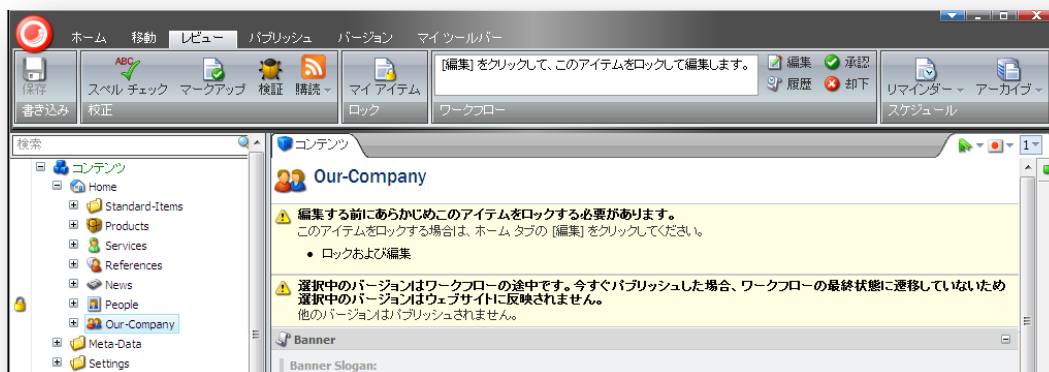 ホーム 移動 レビュー パブリッシュ バージョン マイ ツールバー
保存
ABC
スペル チェック マークアップ 検証 購読
マイ アイテム
[編集] をクリックして、このアイテムをロックして編集します。
編集 承認
履歴 却下
リマインダー アーカイブ
書き込み 校正 ロック ワークフロー スケジュール
検索
コンテンツ
1
コンテンツ
Home
Standard-Items
Products
Services
References
News
People
Our-Company
Meta-Data
Settings
Our-Company
編集する前にあらかじめこのアイテムをロックする必要があります。
このアイテムをロックする場合は、ホーム タブの [編集] をクリックしてください。
• ロックおよび編集
選択中のバージョンはワークフローの途中です。今すぐパブリッシュした場合、ワークフローの最終状態に遷移していないため
選択中のバージョンはウェブサイトに反映されません。
他のバージョンはパブリッシュされません。
Banner
Banner Slogan: